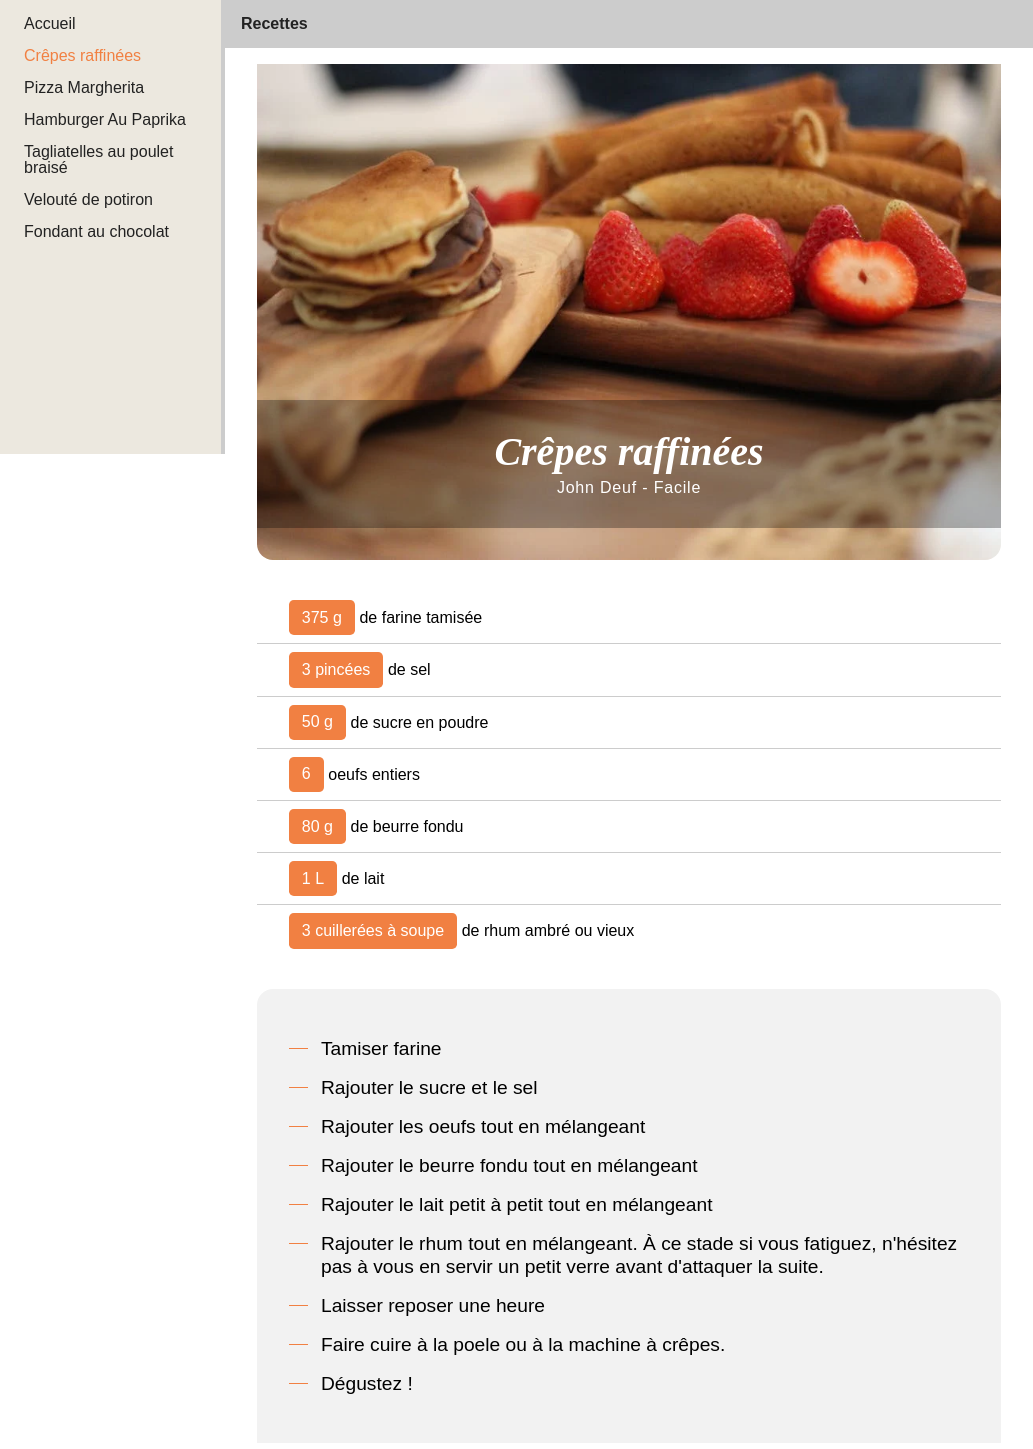 Accueil
Crêpes raffinées
Pizza Margherita
Hamburger Au Paprika
Tagliatelles au poulet
braisé
Velouté de potiron
Fondant au chocolat
Recettes
Crêpes raffinées
John Deuf - Facile
375 g de farine tamisée
3 pincées de sel
50 g de sucre en poudre
6 oeufs entiers
80 g de beurre fondu
1 L de lait
3 cuillerées à soupe de rhum ambré ou vieux
— Tamiser farine
— Rajouter le sucre et le sel
— Rajouter les oeufs tout en mélangeant
— Rajouter le beurre fondu tout en mélangeant
— Rajouter le lait petit à petit tout en mélangeant
— Rajouter le rhum tout en mélangeant. À ce stade si vous fatiguez, n'hésitez
pas à vous en servir un petit verre avant d'attaquer la suite.
— Laisser reposer une heure
— Faire cuire à la poele ou à la machine à crêpes.
— Dégustez !